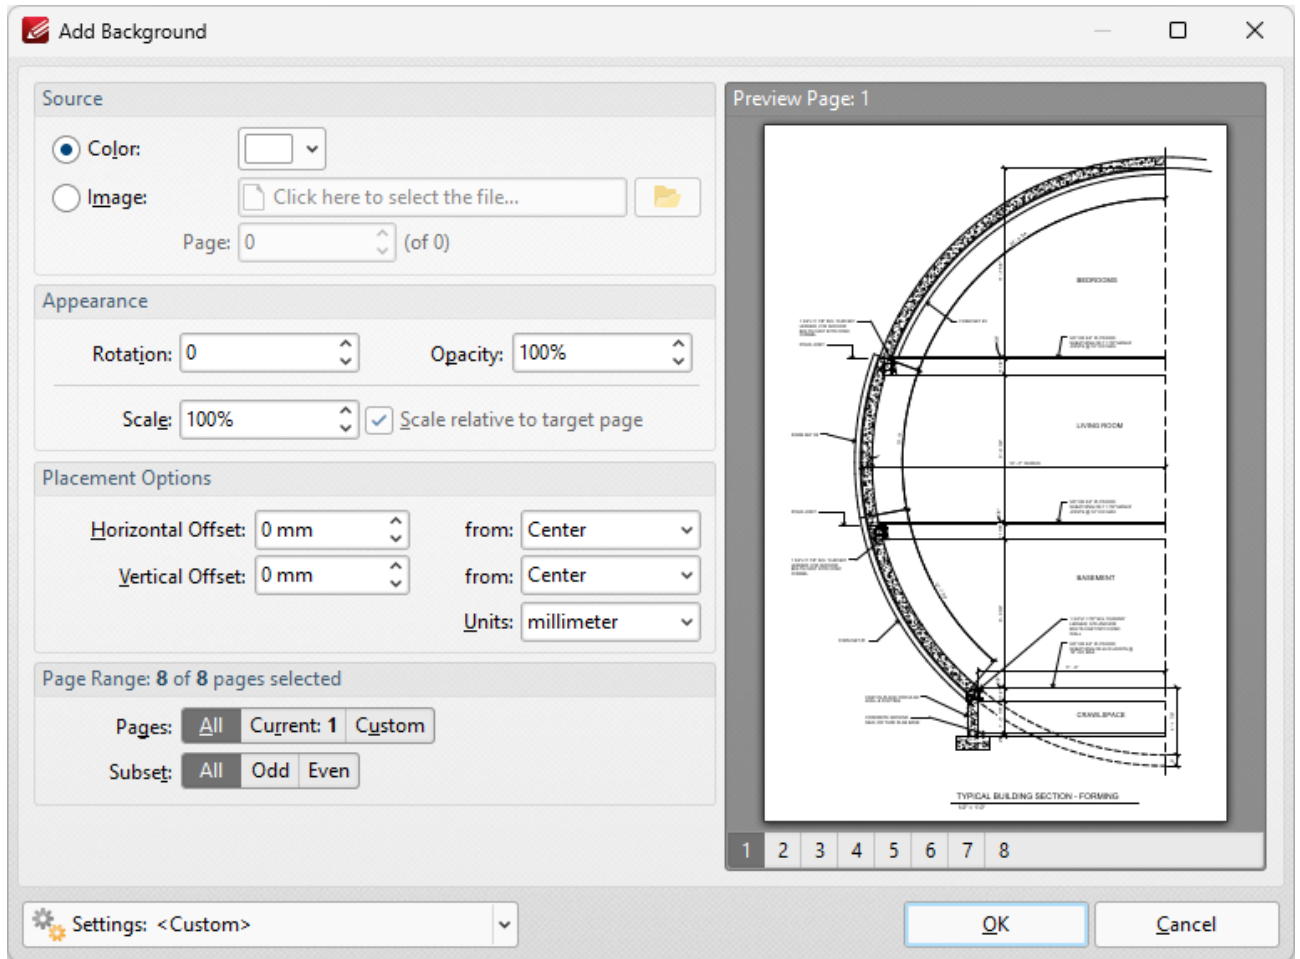 Add Background
Source
Color:
Image: Click here to select the file...
Page: 0 (of 0)
Appearance
Rotation: 0 Opacity: 100%
Scale: 100% Scale relative to target page
Placement Options
Horizontal Offset: 0 mm from: Center
Vertical Offset: 0 mm from: Center
Units: millimeter
Page Range: 8 of 8 pages selected
Pages: All Current: 1 Custom
Subset: All Odd Even
Preview Page: 1
BEDROOMS
LIVING ROOM
BASEMENT
CRAWLSPACE
TYPICAL BUILDING SECTION - FORMING
1 2 3 4 5 6 7 8
Settings: <Custom>
OK Cancel